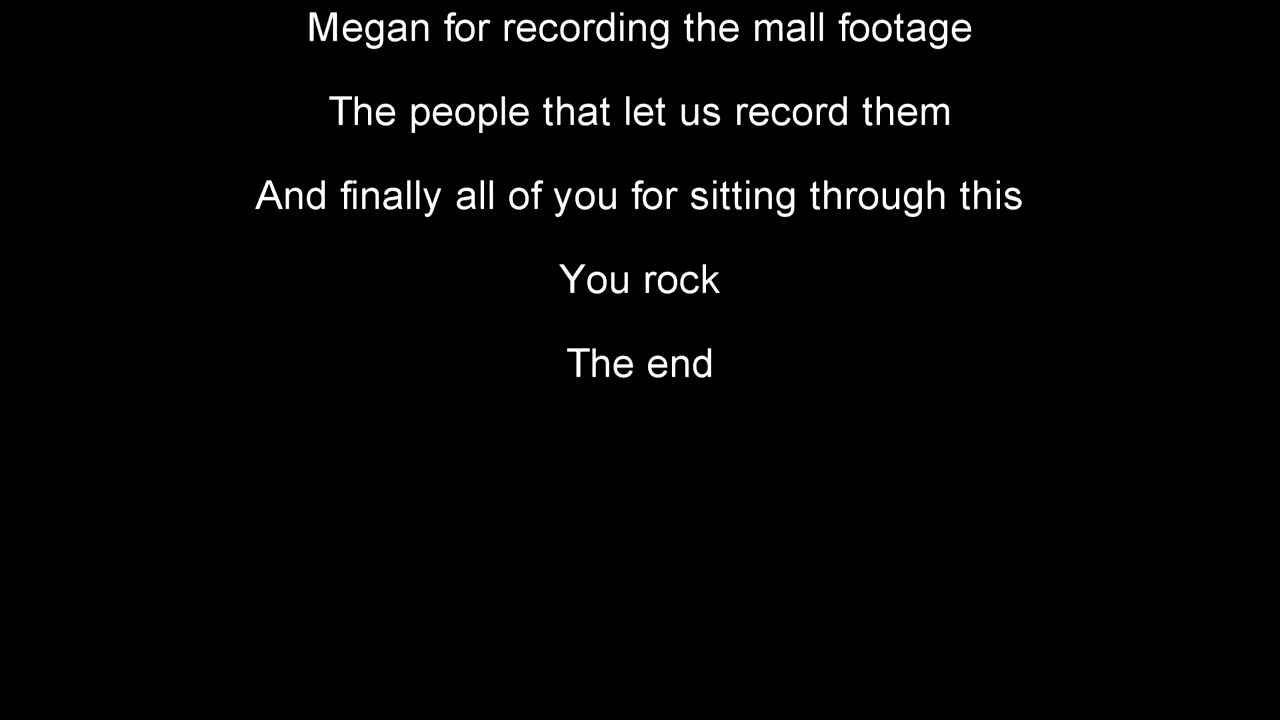 Megan for recording the mall footage
The people that let us record them
And finally all of you for sitting through this
You rock
The end